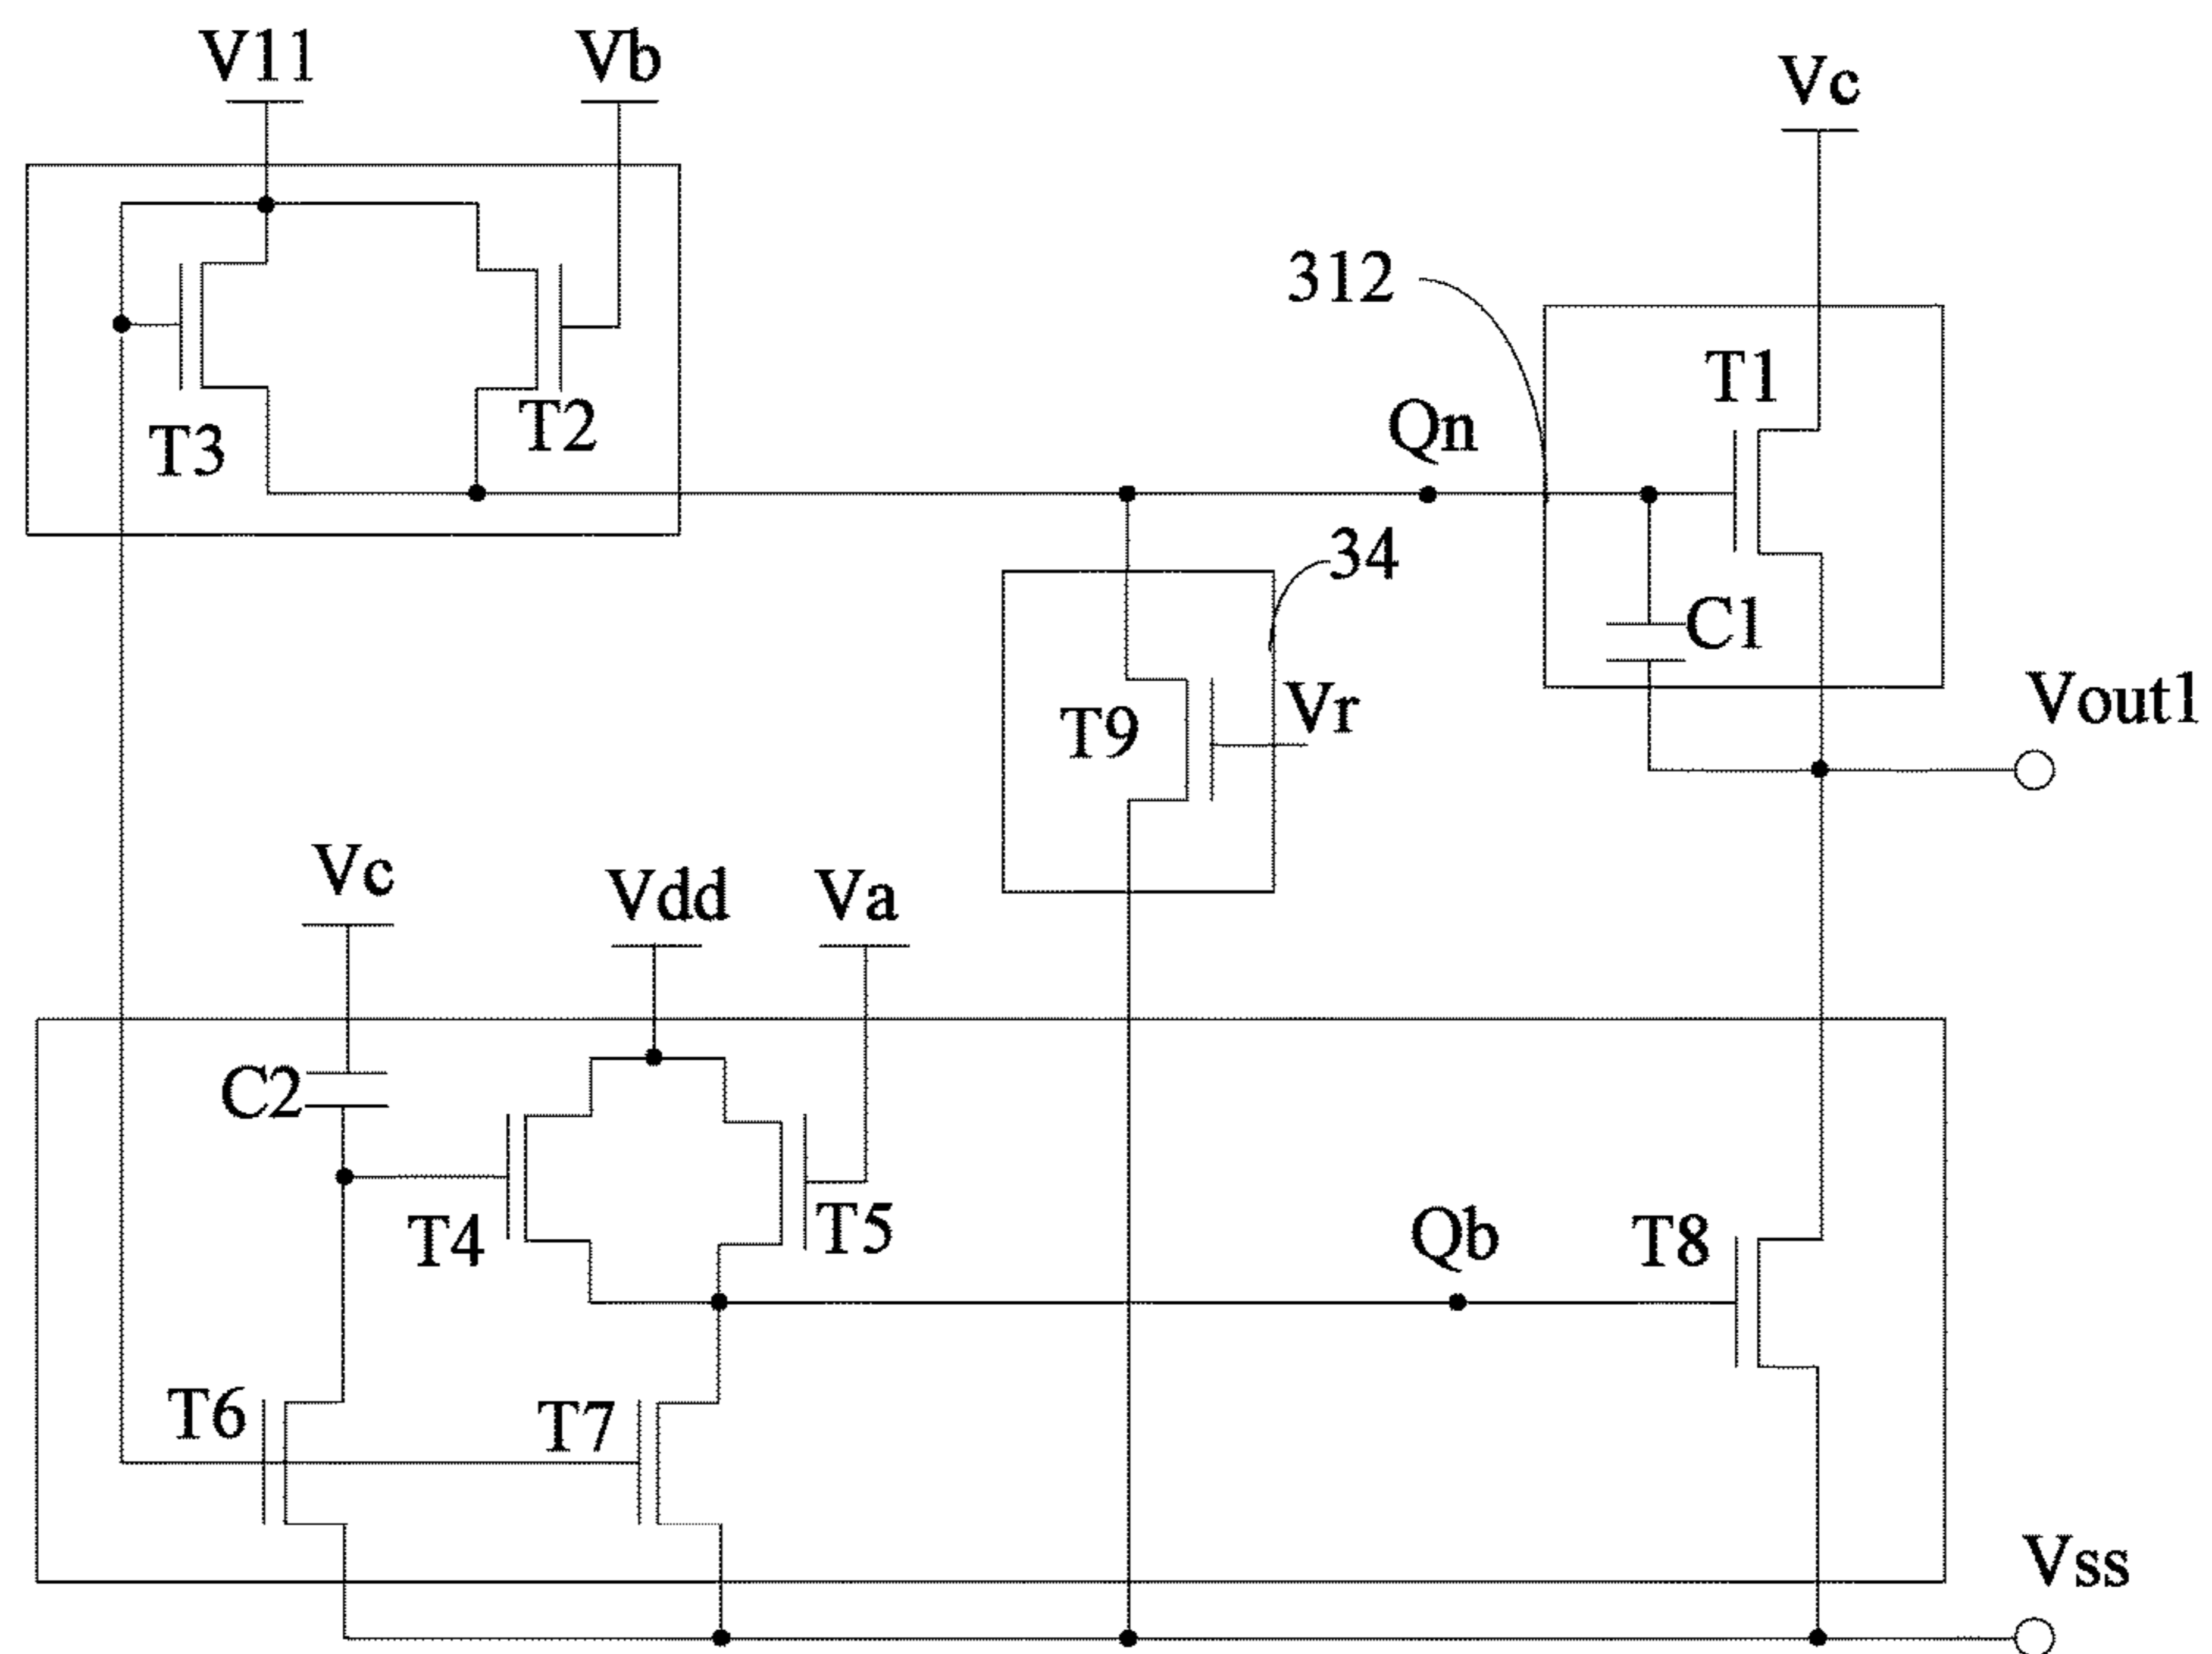 V11
Vb
Vc
312
T1
T3
T2
Qn
34
C1
T9
Vr
Vout1
Vc
Vdd
Va
C2
T4
T5
Qb
T8
T6
T7
Vss